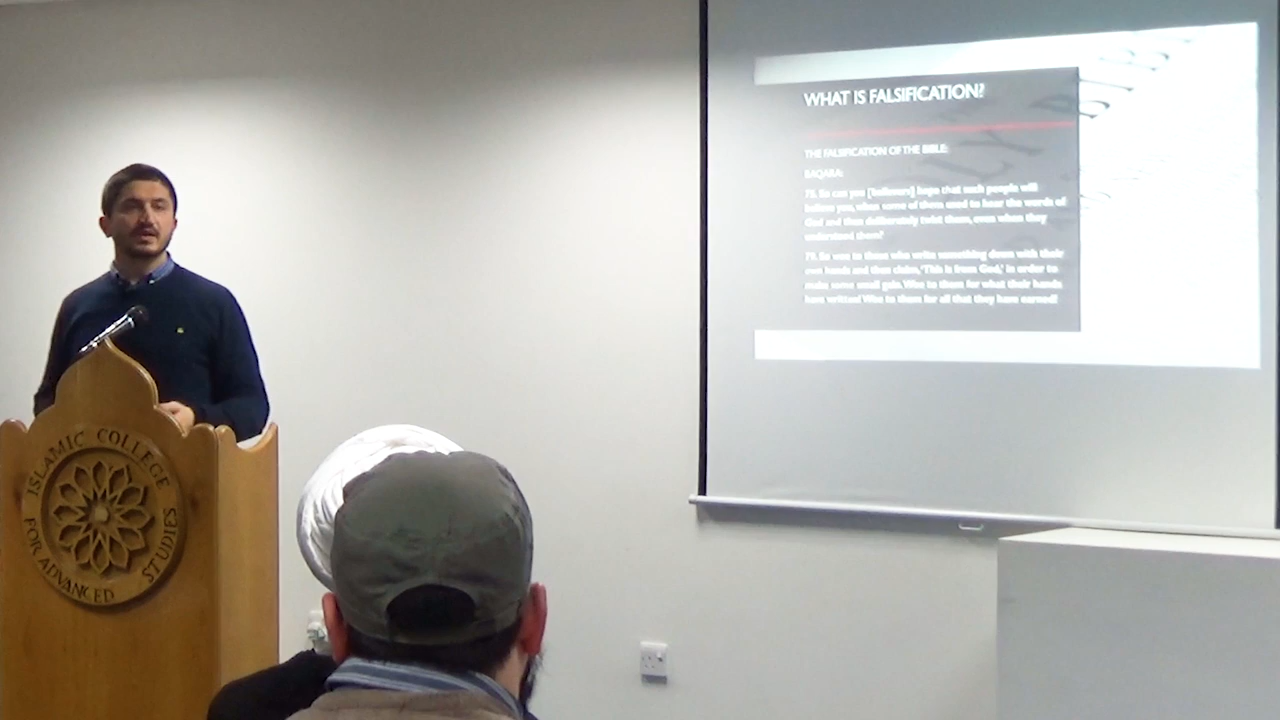 WHAT IS FALSIFICATION?
THE FALSIFICATION OF THE BIBLE:
BAQARA:
75. So can you [believers] hope that such people will
believe you, when some of them used to hear the words of
God and then deliberately twist them, even when they
understood them?
79. So woe to those who write something down with their
own hands and then claim, 'This is from God,' in order to
make some small gain. Woe to them for what their hands
have written! Woe to them for all that they have earned!
ISLAMIC COLLEGE
FOR ADVANCED STUDIES